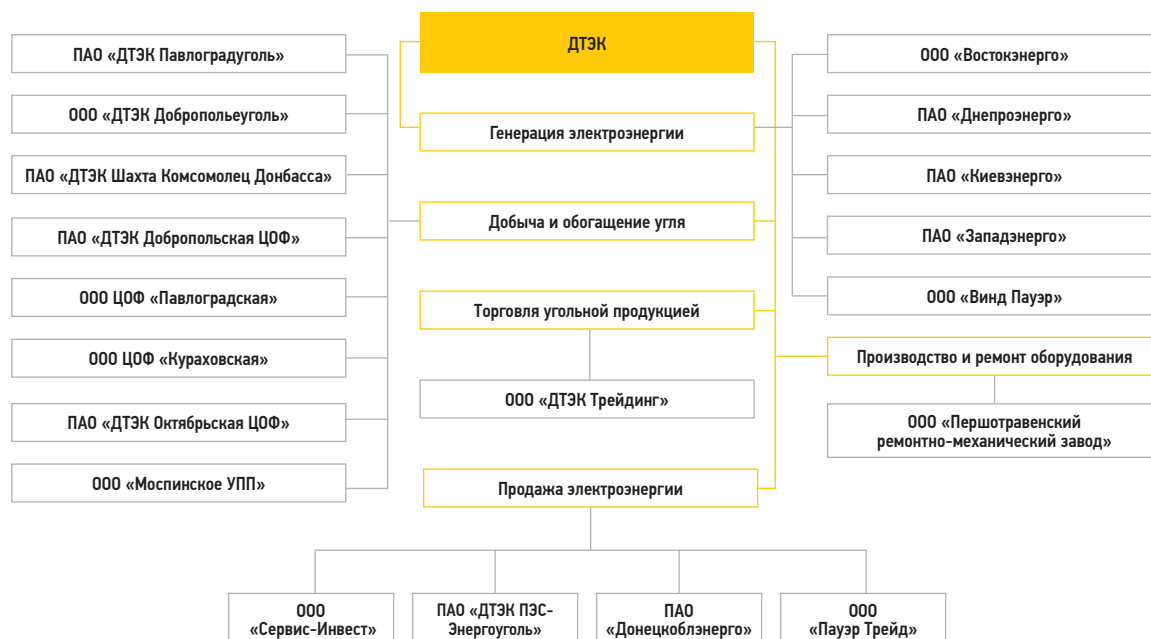 ДТЭК
ПАО «ДТЭК Павлоградуголь»
ООО «ДТЭК Добропольеуголь»
ПАО «ДТЭК Шахта Комсомолец Донбасса»
ПАО «ДТЭК Добропольская ЦОФ»
ООО ЦОФ «Павлоградская»
ООО ЦОФ «Кураховская»
ПАО «ДТЭК Октябрьская ЦОФ»
ООО «Моспинское УПП»
Генерация электроэнергии
Добыча и обогащение угля
Торговля угольной продукцией
ООО «ДТЭК Трейдинг»
Продажа электроэнергии
ООО «Востокэнерго»
ПАО «Днепроэнерго»
ПАО «Киевэнерго»
ПАО «Западэнерго»
ООО «Винд Пауэр»
Производство и ремонт оборудования
ООО «Першотравенский
ремонтно-механический завод»
ООО
«Сервис-Инвест»
ПАО «ДТЭК ПЭС-
Энергоуголь»
ПАО
«Донецкоблэнерго»
ООО
«Пауэр Трейд»